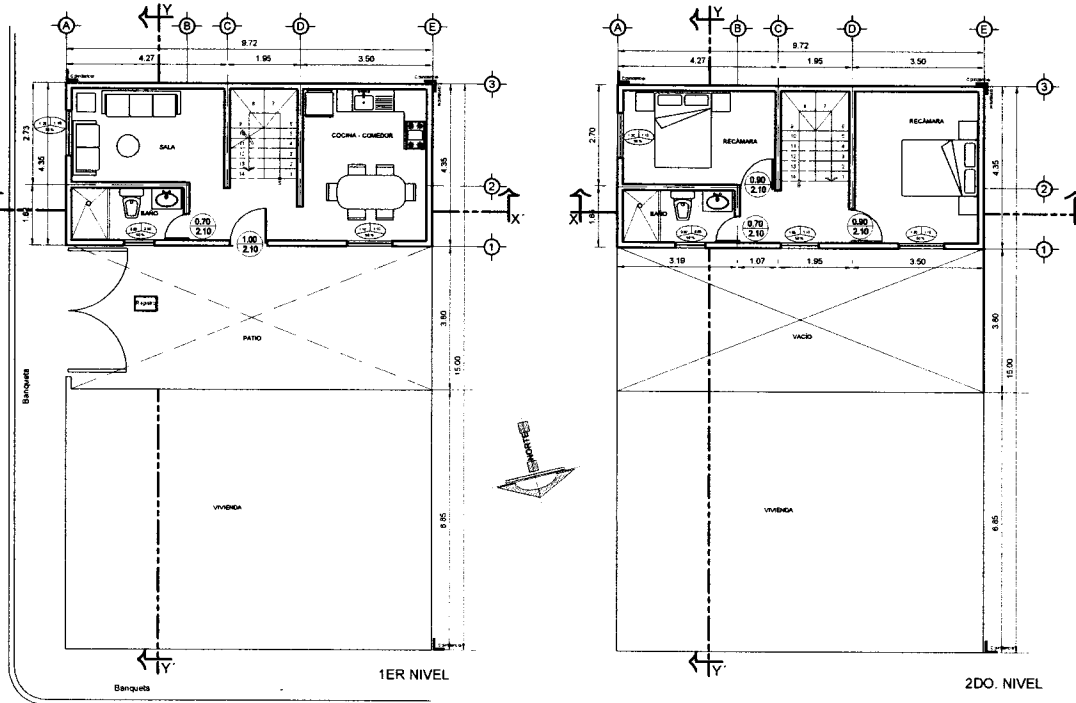 Y
A
B
C
D
E
9.72
4.27
1.95
3.50
3
2.73
4.35
SALA
COCINA - COMEDOR
4.35
2
BAÑO
0.70
2.10
1.00
2.10
X
1
Registro
PATIO
3.80
15.00
Banqueta
VIVIENDA
6.85
Y'
1ER NIVEL
Banqueta
NORTE
Y
A
B
C
D
E
9.72
4.27
1.95
3.50
3
2.70
RECÁMARA
RECÁMARA
4.35
0.90
2.10
2
1.65
X
BAÑO
0.70
2.10
0.90
2.10
1
3.19
1.07
1.95
3.50
VACÍO
3.80
15.00
VIVIENDA
6.85
Y'
2DO. NIVEL